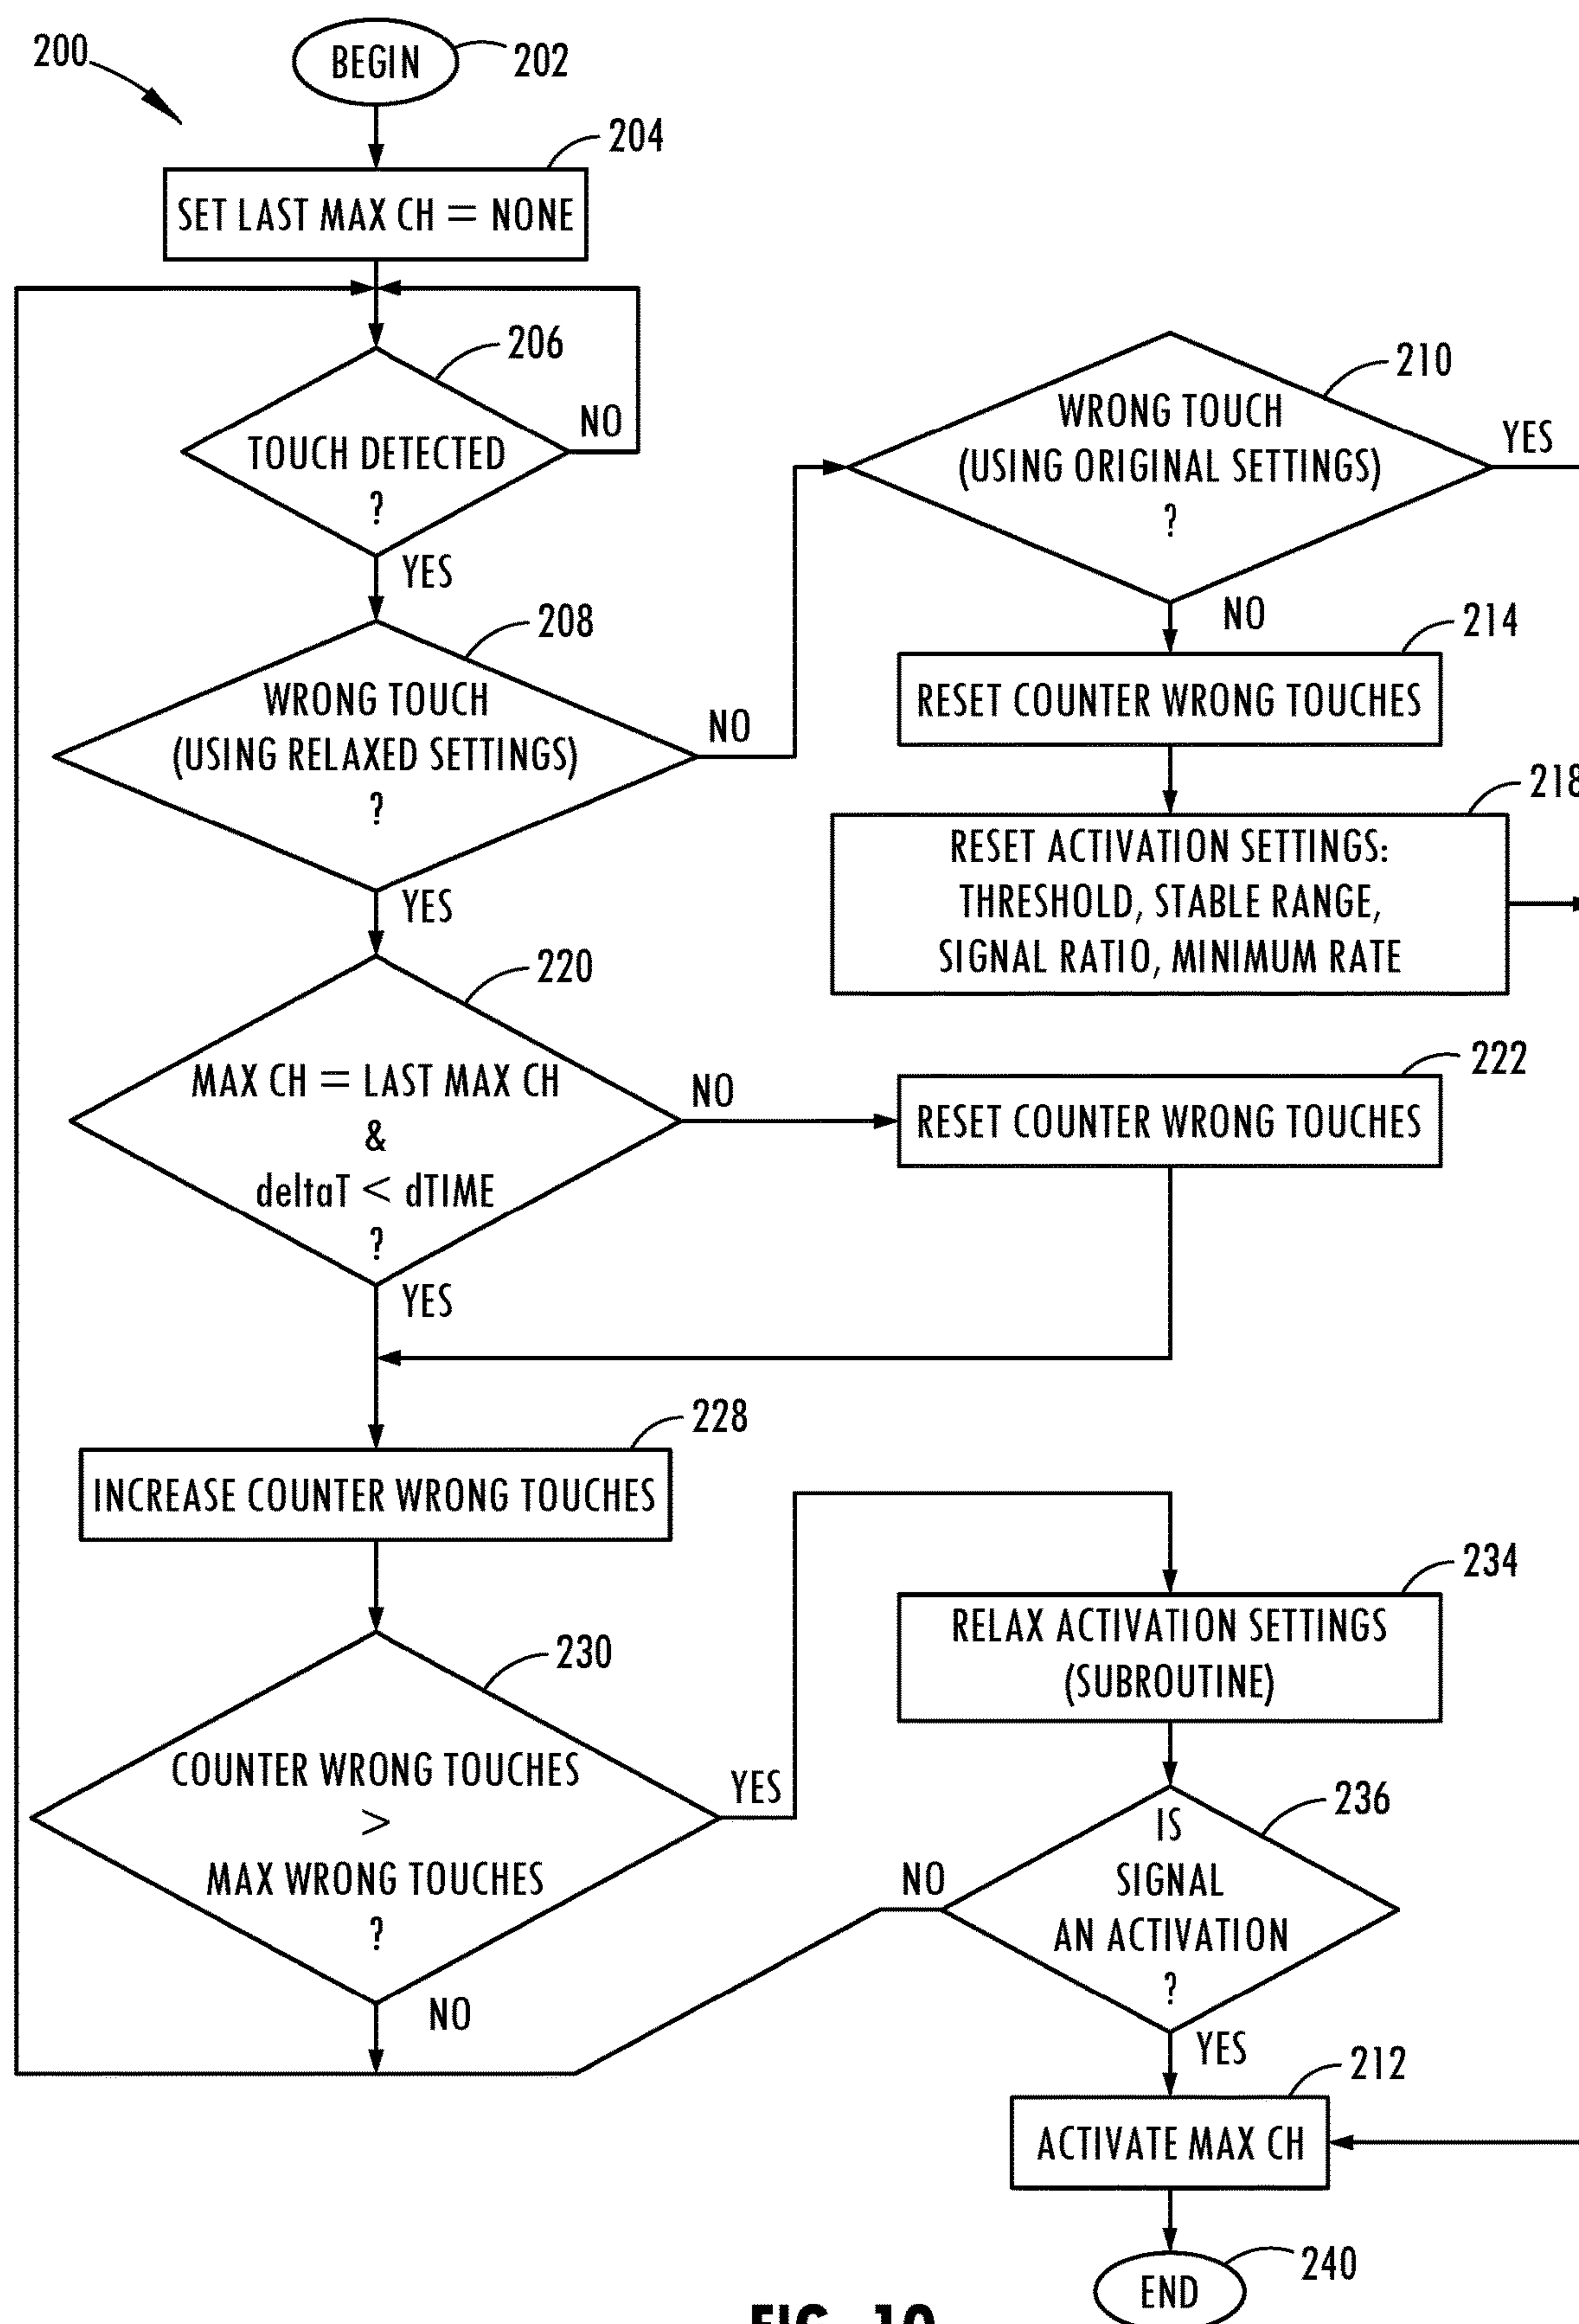 200
BEGIN
202
204
SET LAST MAX CH = NONE
206
NO
TOUCH DETECTED
?
YES
208
WRONG TOUCH
(USING RELAXED SETTINGS)
?
NO
YES
210
WRONG TOUCH
(USING ORIGINAL SETTINGS)
?
YES
NO
214
RESET COUNTER WRONG TOUCHES
218
RESET ACTIVATION SETTINGS:
THRESHOLD, STABLE RANGE,
SIGNAL RATIO, MINIMUM RATE
220
MAX CH = LAST MAX CH
&
deltaT < dTIME
?
NO
YES
222
RESET COUNTER WRONG TOUCHES
228
INCREASE COUNTER WRONG TOUCHES
230
COUNTER WRONG TOUCHES
>
MAX WRONG TOUCHES
?
YES
NO
234
RELAX ACTIVATION SETTINGS
(SUBROUTINE)
236
IS
SIGNAL
AN ACTIVATION
?
NO
YES
212
ACTIVATE MAX CH
240
END